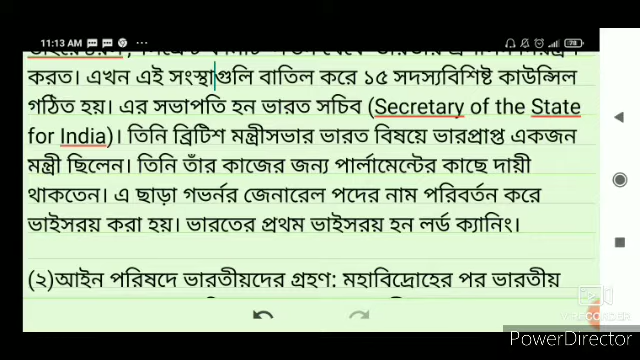 11:13 AM
78
করত। এখন এই সংস্থাগুলি বাতিল করে ১৫ সদস্যবিশিষ্ট কাউন্সিল
গঠিত হয়। এর সভাপতি হন ভারত সচিব (Secretary of the State
for India)। তিনি ব্রিটিশ মন্ত্রীসভার ভারত বিষয়ে ভারপ্রাপ্ত একজন
মন্ত্রী ছিলেন। তিনি তাঁর কাজের জন্য পার্লামেন্টের কাছে দায়ী
থাকতেন। এ ছাড়া গভর্নর জেনারেল পদের নাম পরিবর্তন করে
ভাইসরয় করা হয়। ভারতের প্রথম ভাইসরয় হন লর্ড ক্যানিং।
(২)আইন পরিষদে ভারতীয়দের গ্রহণ: মহাবিদ্রোহের পর ভারতীয়
PowerDirector